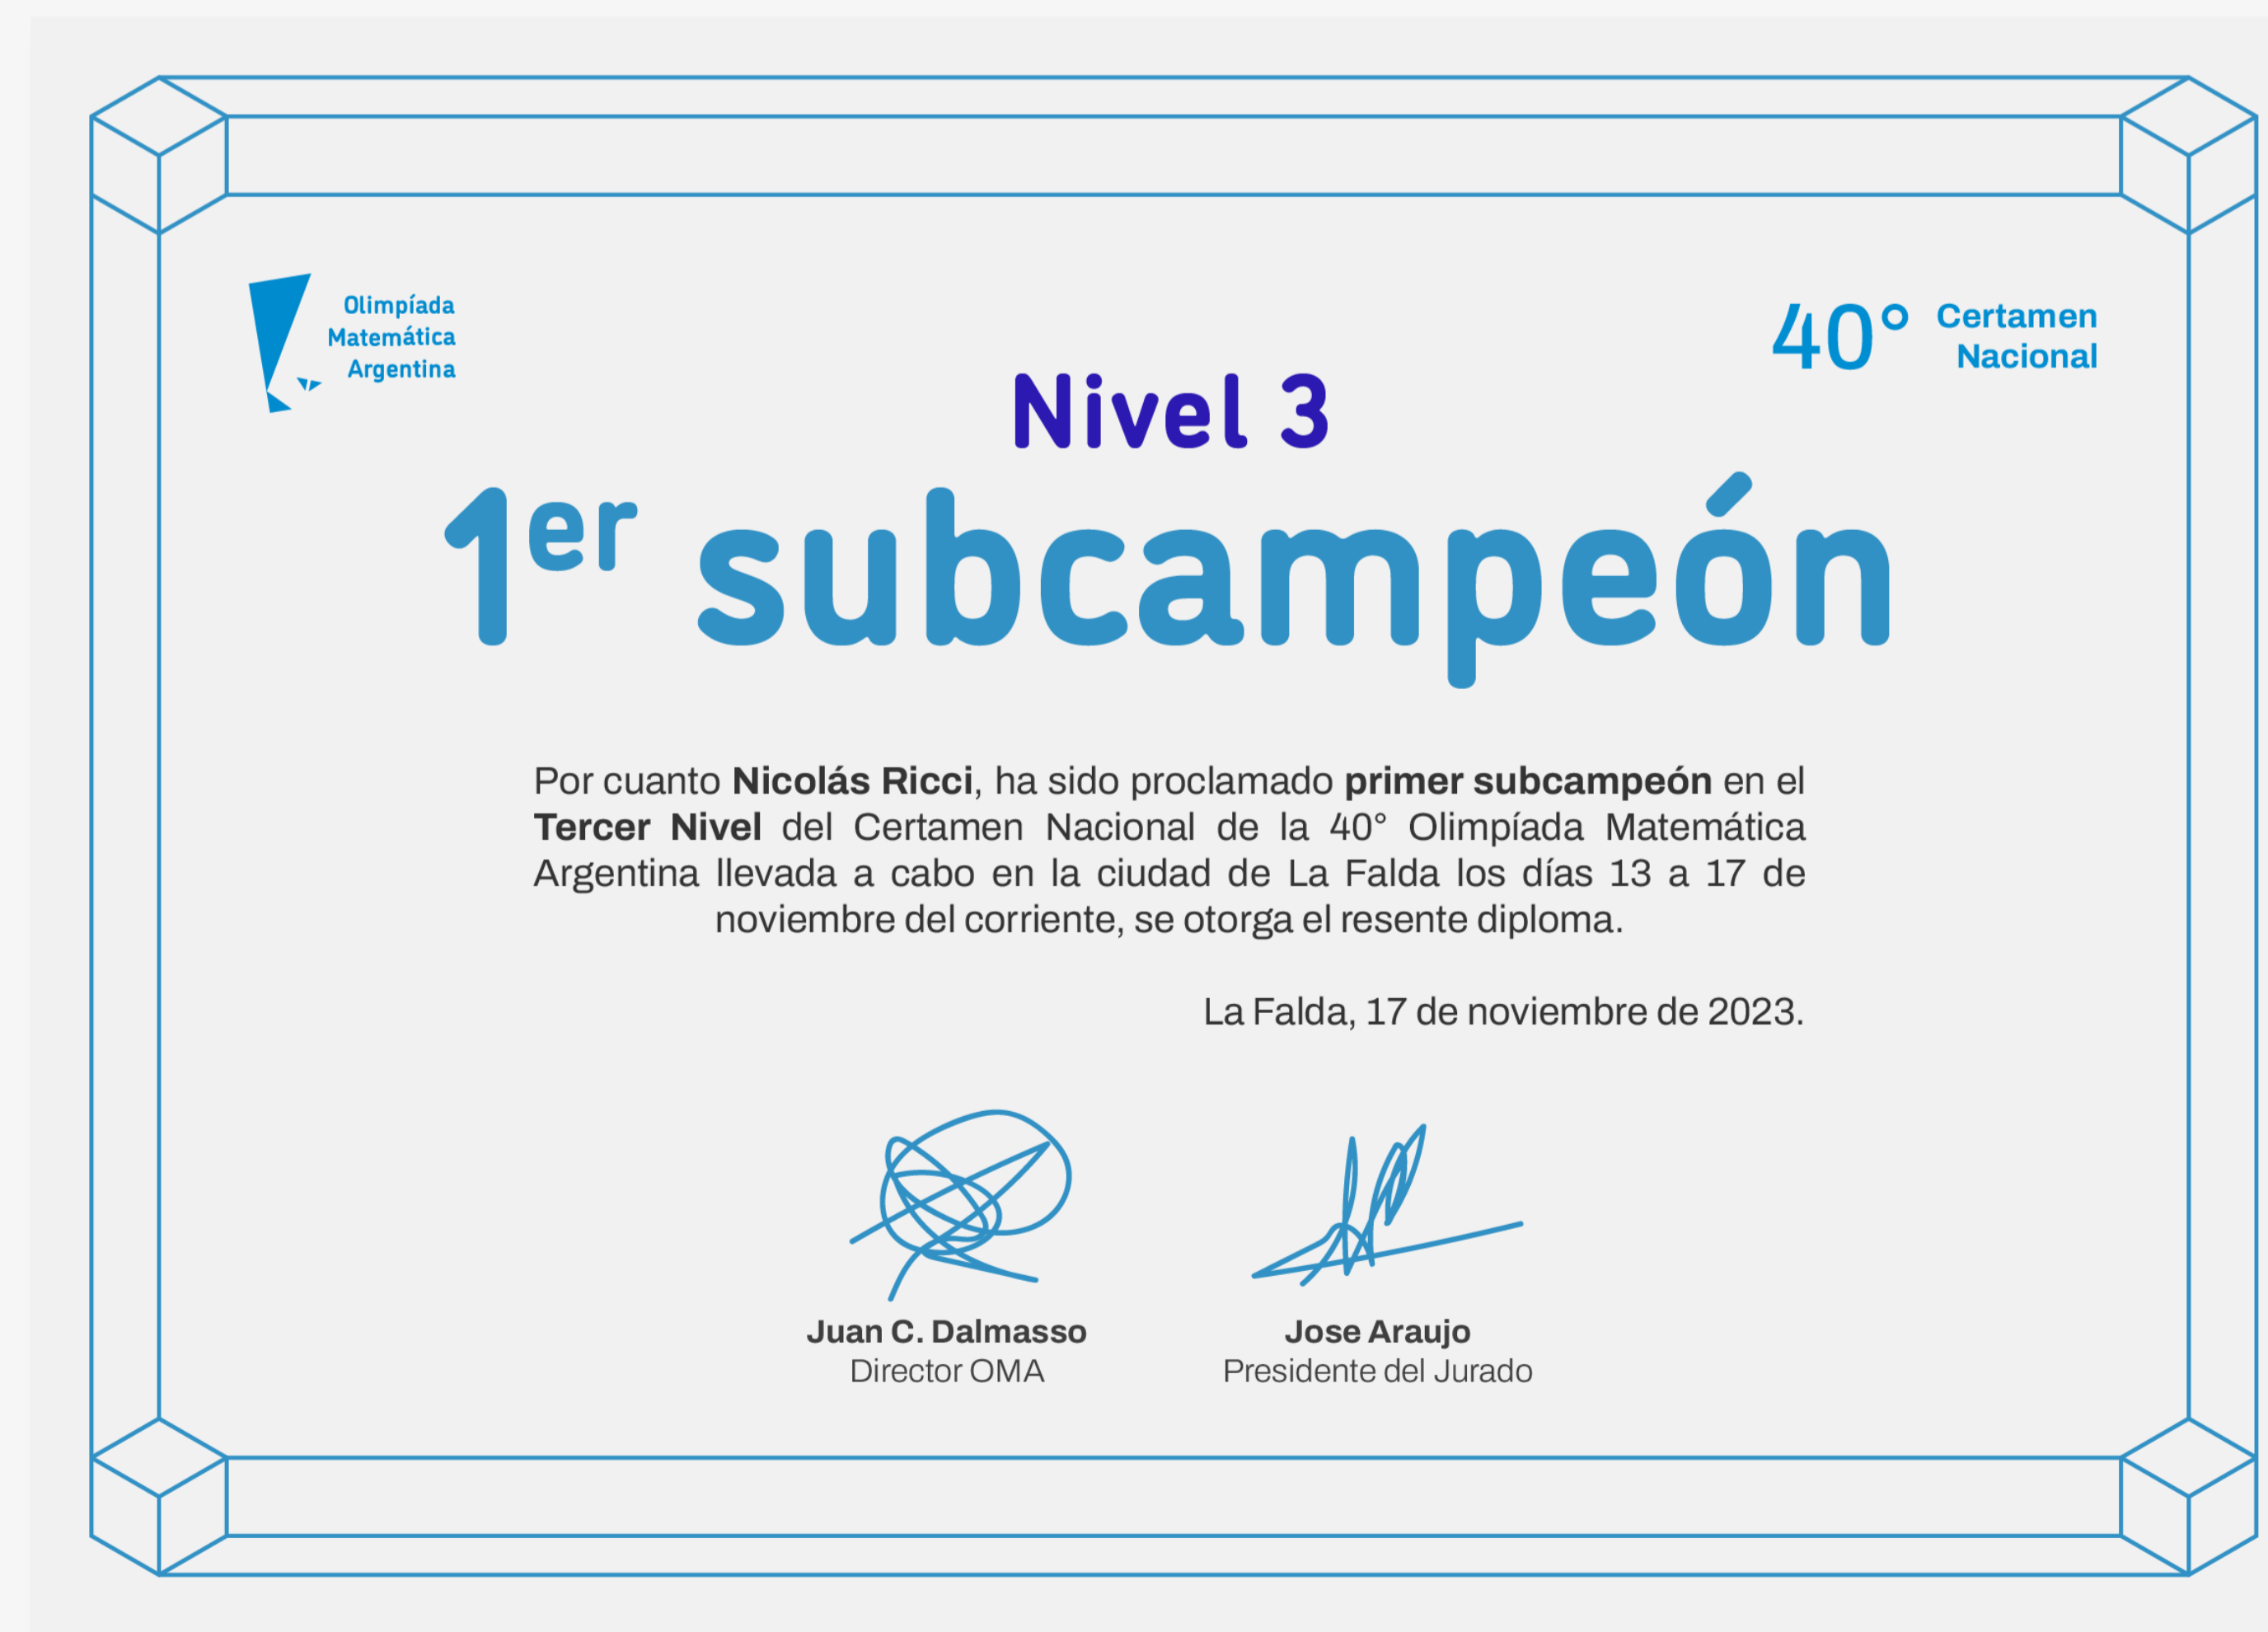 Olimpíada
Matemática
Argentina
40° Certamen
Nacional
Nivel 3
1er subcampeón
Por cuanto Nicolás Ricci, ha sido proclamado primer subcampeón en el
Tercer Nivel del Certamen Nacional de la 40° Olimpíada Matemática
Argentina llevada a cabo en la ciudad de La Falda los días 13 a 17 de
noviembre del corriente, se otorga el resente diploma.
La Falda, 17 de noviembre de 2023.
Juan C. Dalmasso
Director OMA
Jose Araujo
Presidente del Jurado